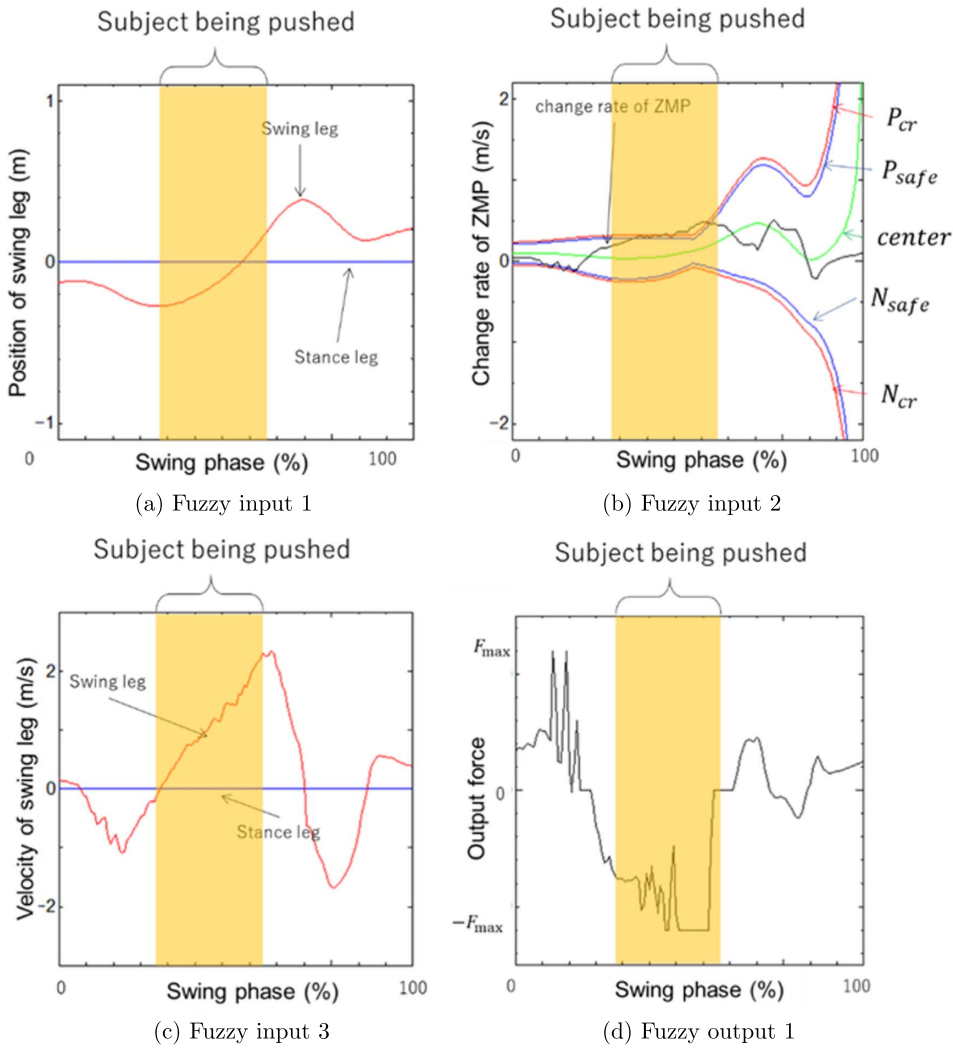 Subject being pushed
1
0
−1
Position of swing leg (m)
Swing leg
Stance leg
0
100
Swing phase (%)
(a) Fuzzy input 1
Subject being pushed
2
0
−2
Change rate of ZMP (m/s)
change rate of ZMP
P_cr
P_safe
center
N_safe
N_cr
0
100
Swing phase (%)
(b) Fuzzy input 2
Subject being pushed
2
0
−2
Velocity of swing leg (m/s)
Swing leg
Stance leg
0
100
Swing phase (%)
(c) Fuzzy input 3
Subject being pushed
F_max
0
−F_max
Output force
0
100
Swing phase (%)
(d) Fuzzy output 1